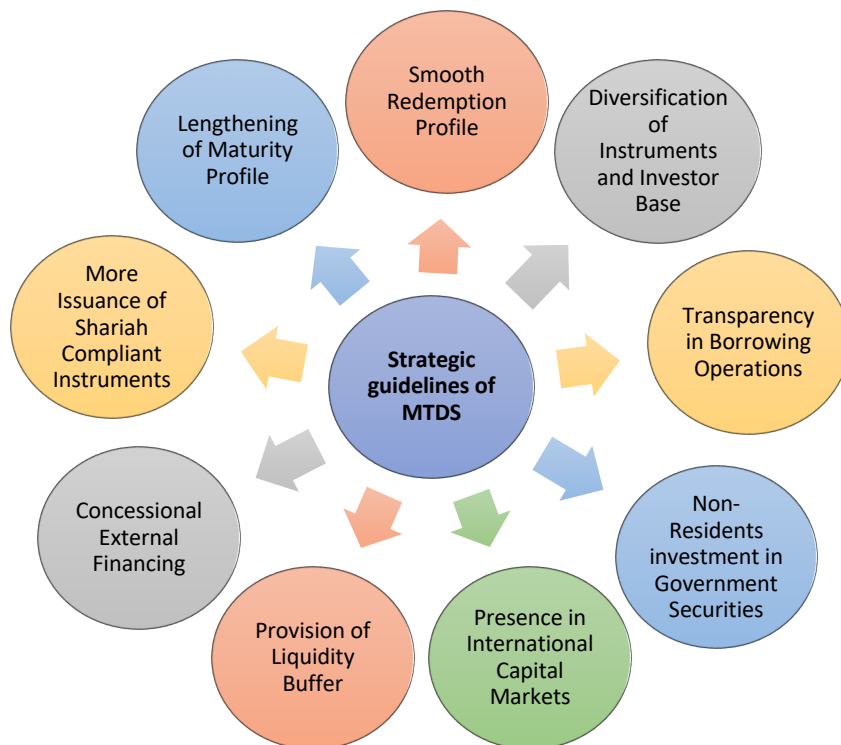 Smooth
Redemption
Profile
Diversification
of
Instruments
and Investor
Base
Transparency
in Borrowing
Operations
Non-
Residents
investment in
Government
Securities
Presence in
International
Capital
Markets
Provision of
Liquidity
Buffer
Concessional
External
Financing
More
Issuance of
Shariah
Compliant
Instruments
Lengthening
of Maturity
Profile
Strategic
guidelines of
MTDS